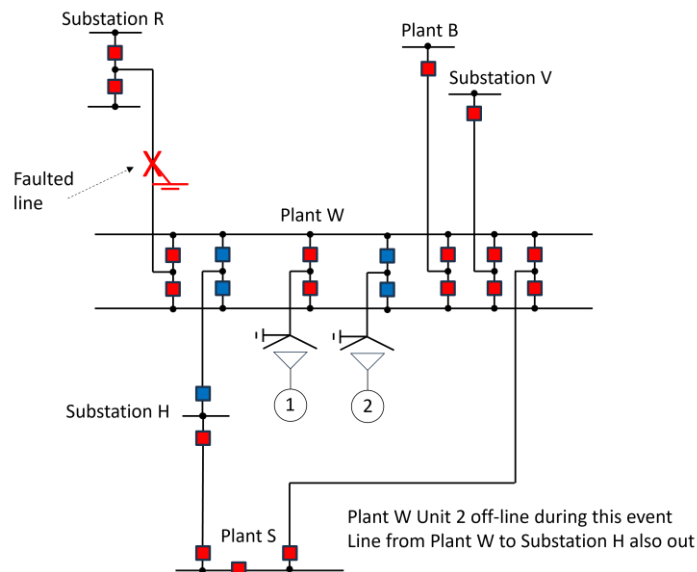 Substation R
Plant B
Substation V
Faulted
line
Plant W
1
2
Substation H
Plant S
Plant W Unit 2 off-line during this event
Line from Plant W to Substation H also out